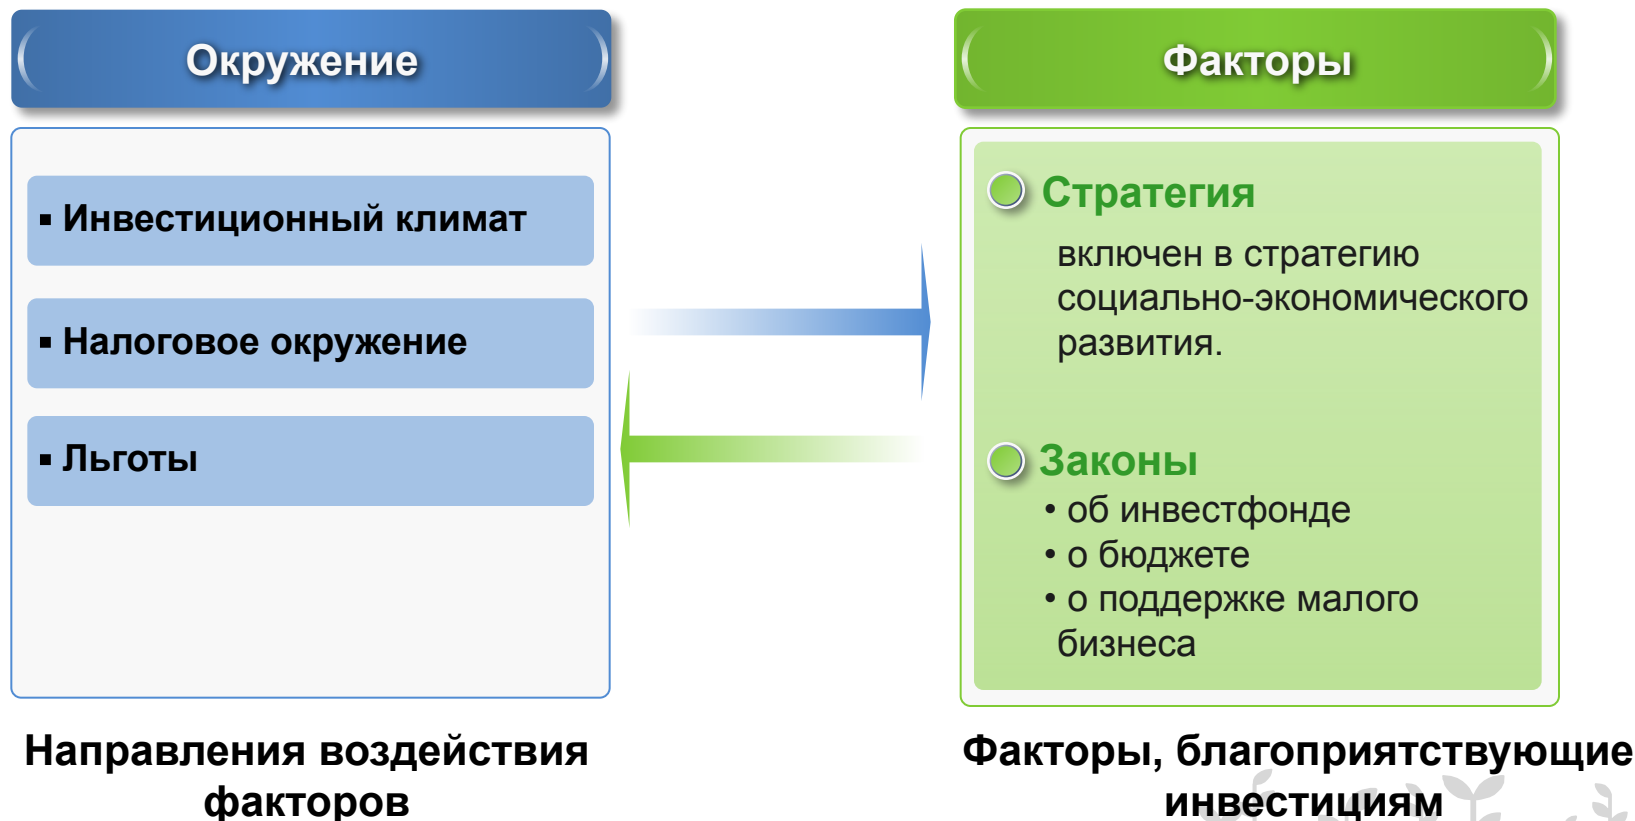 Окружение
▪ Инвестиционный климат
▪ Налоговое окружение
▪ Льготы
Направления воздействия
факторов
Факторы
Стратегия
включен в стратегию
социально-экономического
развития.
Законы
• об инвестфонде
• о бюджете
• о поддержке малого
бизнеса
Факторы, благоприятствующие
инвестициям